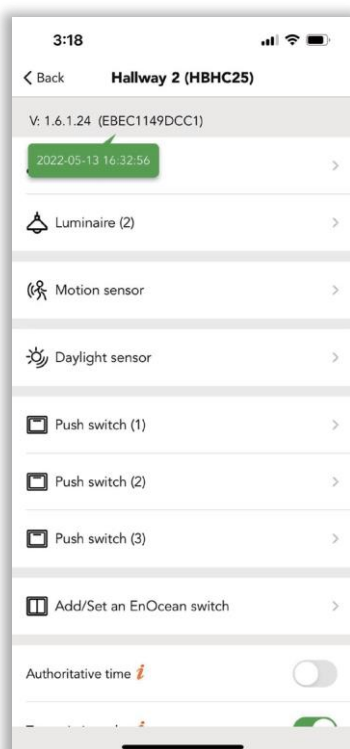 3:18
Back
Hallway 2 (HBHC25)
V: 1.6.1.24 (EBEC1149DCC1)
2022-05-13 16:32:56
Luminaire (2)
Motion sensor
Daylight sensor
Push switch (1)
Push switch (2)
Push switch (3)
Add/Set an EnOcean switch
Authoritative time i